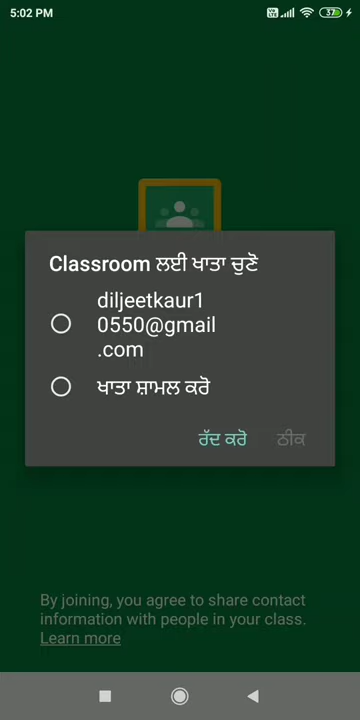 5:02 PM
37
Classroom ਲਈ ਖਾਤਾ ਚੁਣੋ
diljeetkaur1
0550@gmail
.com
ਖਾਤਾ ਸ਼ਾਮਲ ਕਰੋ
ਰੱਦ ਕਰੋ ਠੀਕ
By joining, you agree to share contact
information with people in your class.
Learn more